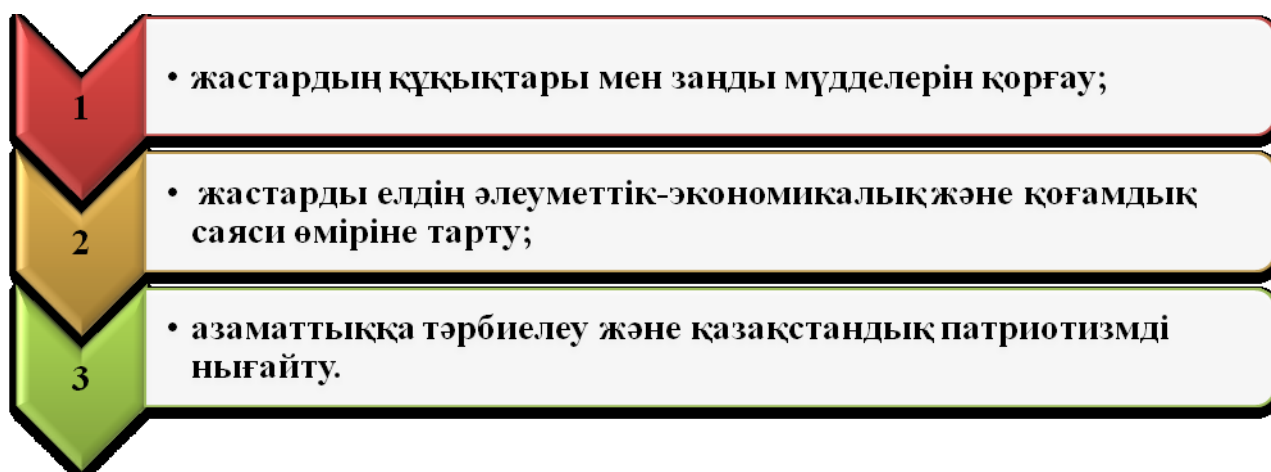 1
• жастардың құқықтары мен заңды мүдделерін қорғау;
2
• жастарды елдің әлеуметтік-экономикалық және қоғамдық
саяси өміріне тарту;
3
• азаматтыққа тәрбиелеу және қазақстандық патриотизмді
нығайту.